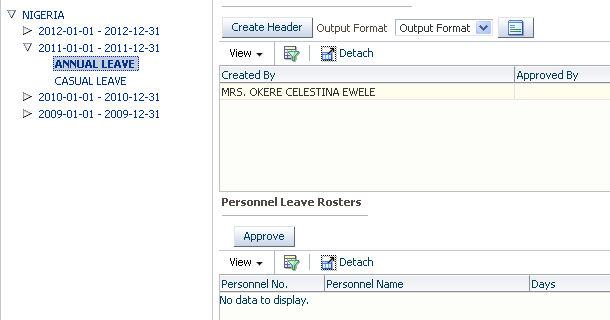 NIGERIA
2012-01-01 - 2012-12-31
2011-01-01 - 2011-12-31
ANNUAL LEAVE
CASUAL LEAVE
2010-01-01 - 2010-12-31
2009-01-01 - 2009-12-31
Create Header Output Format Output Format
View Detach
Created By Approved By
MRS. OKERE CELESTINA EWELE
Personnel Leave Rosters
Approve
View Detach
Personnel No. Personnel Name Days
No data to display.